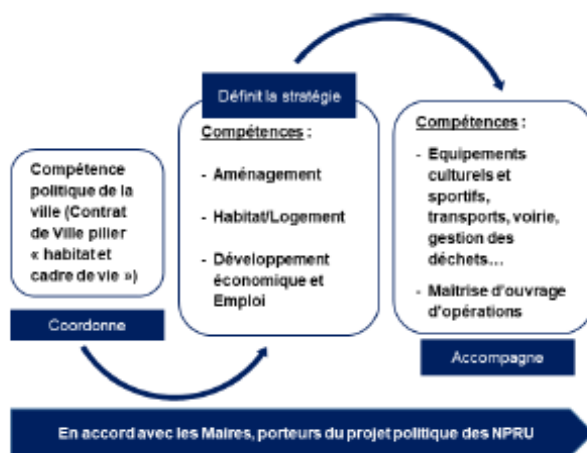 Compétence
politique de la
ville (Contrat
de Ville pilier
« habitat et
cadre de vie »)
Coordonne
Définit la stratégie
Compétences :
- Aménagement
- Habitat/Logement
- Développement
économique et
Emploi
Compétences :
- Equipements
culturels et
sportifs,
transports, voirie,
gestion des
déchets…
- Maîtrise d'ouvrage
d'opérations
Accompagne
En accord avec les Maires, porteurs du projet politique des NPRU